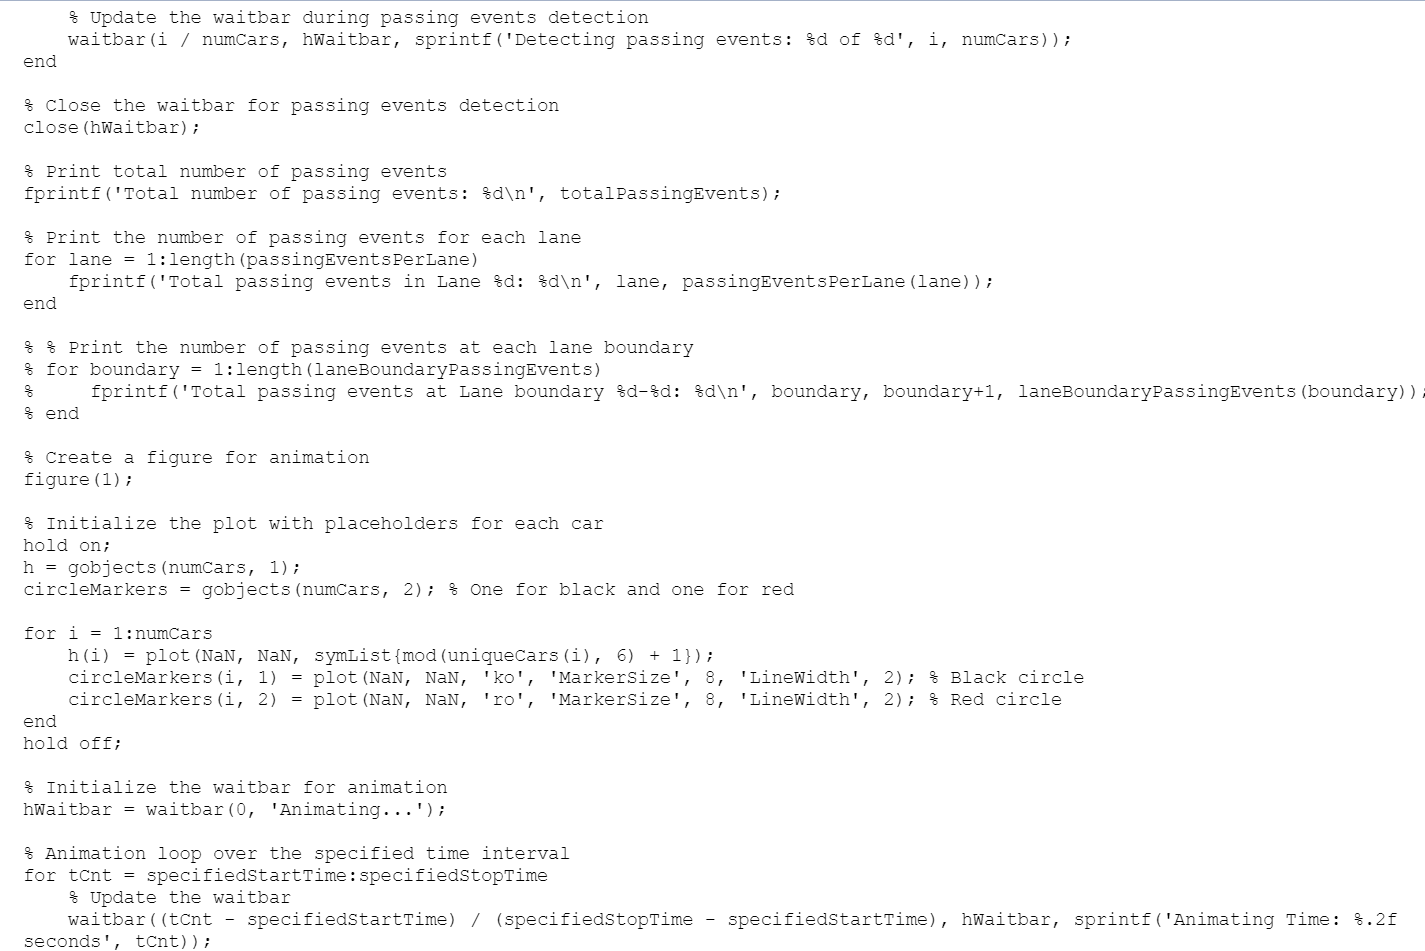 % Update the waitbar during passing events detection
waitbar(i / numCars, hWaitbar, sprintf('Detecting passing events: %d of %d', i, numCars));
end
% Close the waitbar for passing events detection
close(hWaitbar);
% Print total number of passing events
fprintf('Total number of passing events: %d\n', totalPassingEvents);
% Print the number of passing events for each lane
for lane = 1:length(passingEventsPerLane)
fprintf('Total passing events in Lane %d: %d\n', lane, passingEventsPerLane(lane));
end
% % Print the number of passing events at each lane boundary
% for boundary = 1:length(laneBoundaryPassingEvents)
% fprintf('Total passing events at Lane boundary %d-%d: %d\n', boundary, boundary+1, laneBoundaryPassingEvents(boundary));
% end
% Create a figure for animation
figure(1);
% Initialize the plot with placeholders for each car
hold on;
h = gobjects(numCars, 1);
circleMarkers = gobjects(numCars, 2); % One for black and one for red
for i = 1:numCars
h(i) = plot(NaN, NaN, symList{mod(uniqueCars(i), 6) + 1});
circleMarkers(i, 1) = plot(NaN, NaN, 'ko', 'MarkerSize', 8, 'LineWidth', 2); % Black circle
circleMarkers(i, 2) = plot(NaN, NaN, 'ro', 'MarkerSize', 8, 'LineWidth', 2); % Red circle
end
hold off;
% Initialize the waitbar for animation
hWaitbar = waitbar(0, 'Animating...');
% Animation loop over the specified time interval
for tCnt = specifiedStartTime:specifiedStopTime
% Update the waitbar
waitbar((tCnt - specifiedStartTime) / (specifiedStopTime - specifiedStartTime), hWaitbar, sprintf('Animating Time: %.2f
seconds', tCnt));